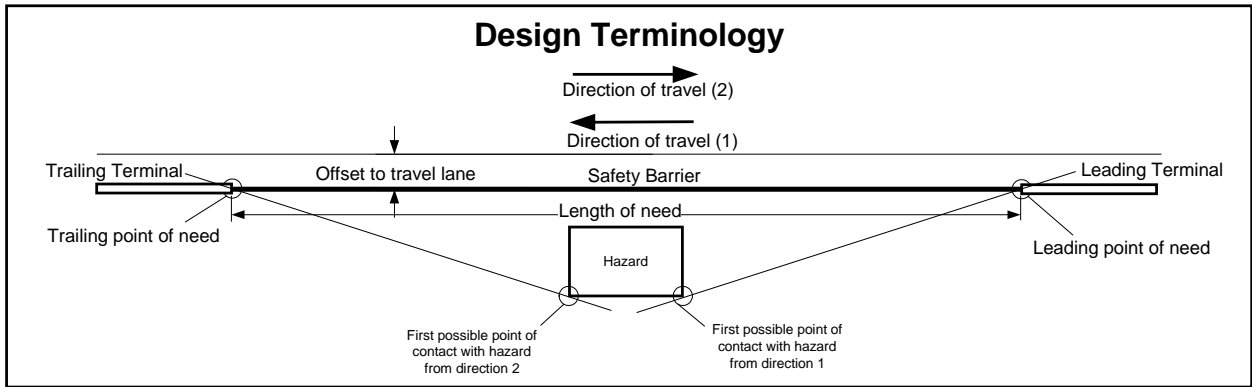 Design Terminology
Direction of travel (2)
Direction of travel (1)
Trailing Terminal
Offset to travel lane
Safety Barrier
Leading Terminal
Length of need
Trailing point of need
Leading point of need
Hazard
First possible point of
contact with hazard
from direction 2
First possible point of
contact with hazard
from direction 1